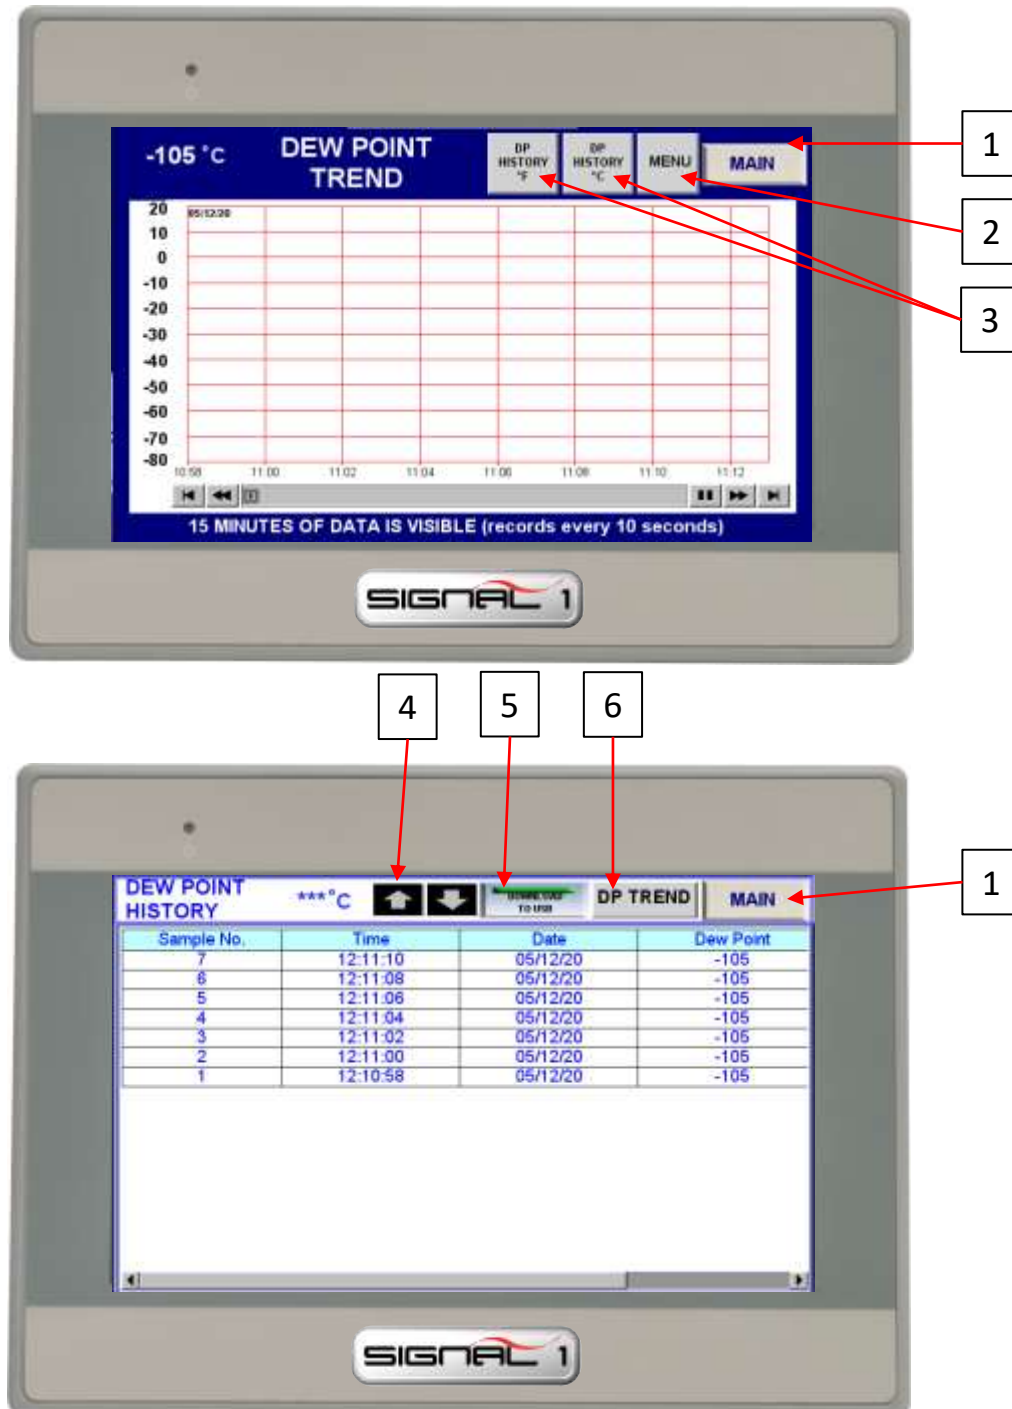 -105 °C
DEW POINT
TREND
DP
HISTORY
°F
DP
HISTORY
°C
MENU
MAIN
1
2
3
20
05/12/20
10
0
-10
-20
-30
-40
-50
-60
-70
-80
10:58 11:00 11:02 11:04 11:06 11:08 11:10 11:12
15 MINUTES OF DATA IS VISIBLE (records every 10 seconds)
SIGNAL 1
4 5 6
DEW POINT
HISTORY
***°C
DOWNLOAD
TO USB
DP TREND
MAIN
1
Sample No. Time Date Dew Point
7 12:11:10 05/12/20 -105
6 12:11:08 05/12/20 -105
5 12:11:06 05/12/20 -105
4 12:11:04 05/12/20 -105
3 12:11:02 05/12/20 -105
2 12:11:00 05/12/20 -105
1 12:10:58 05/12/20 -105
SIGNAL 1